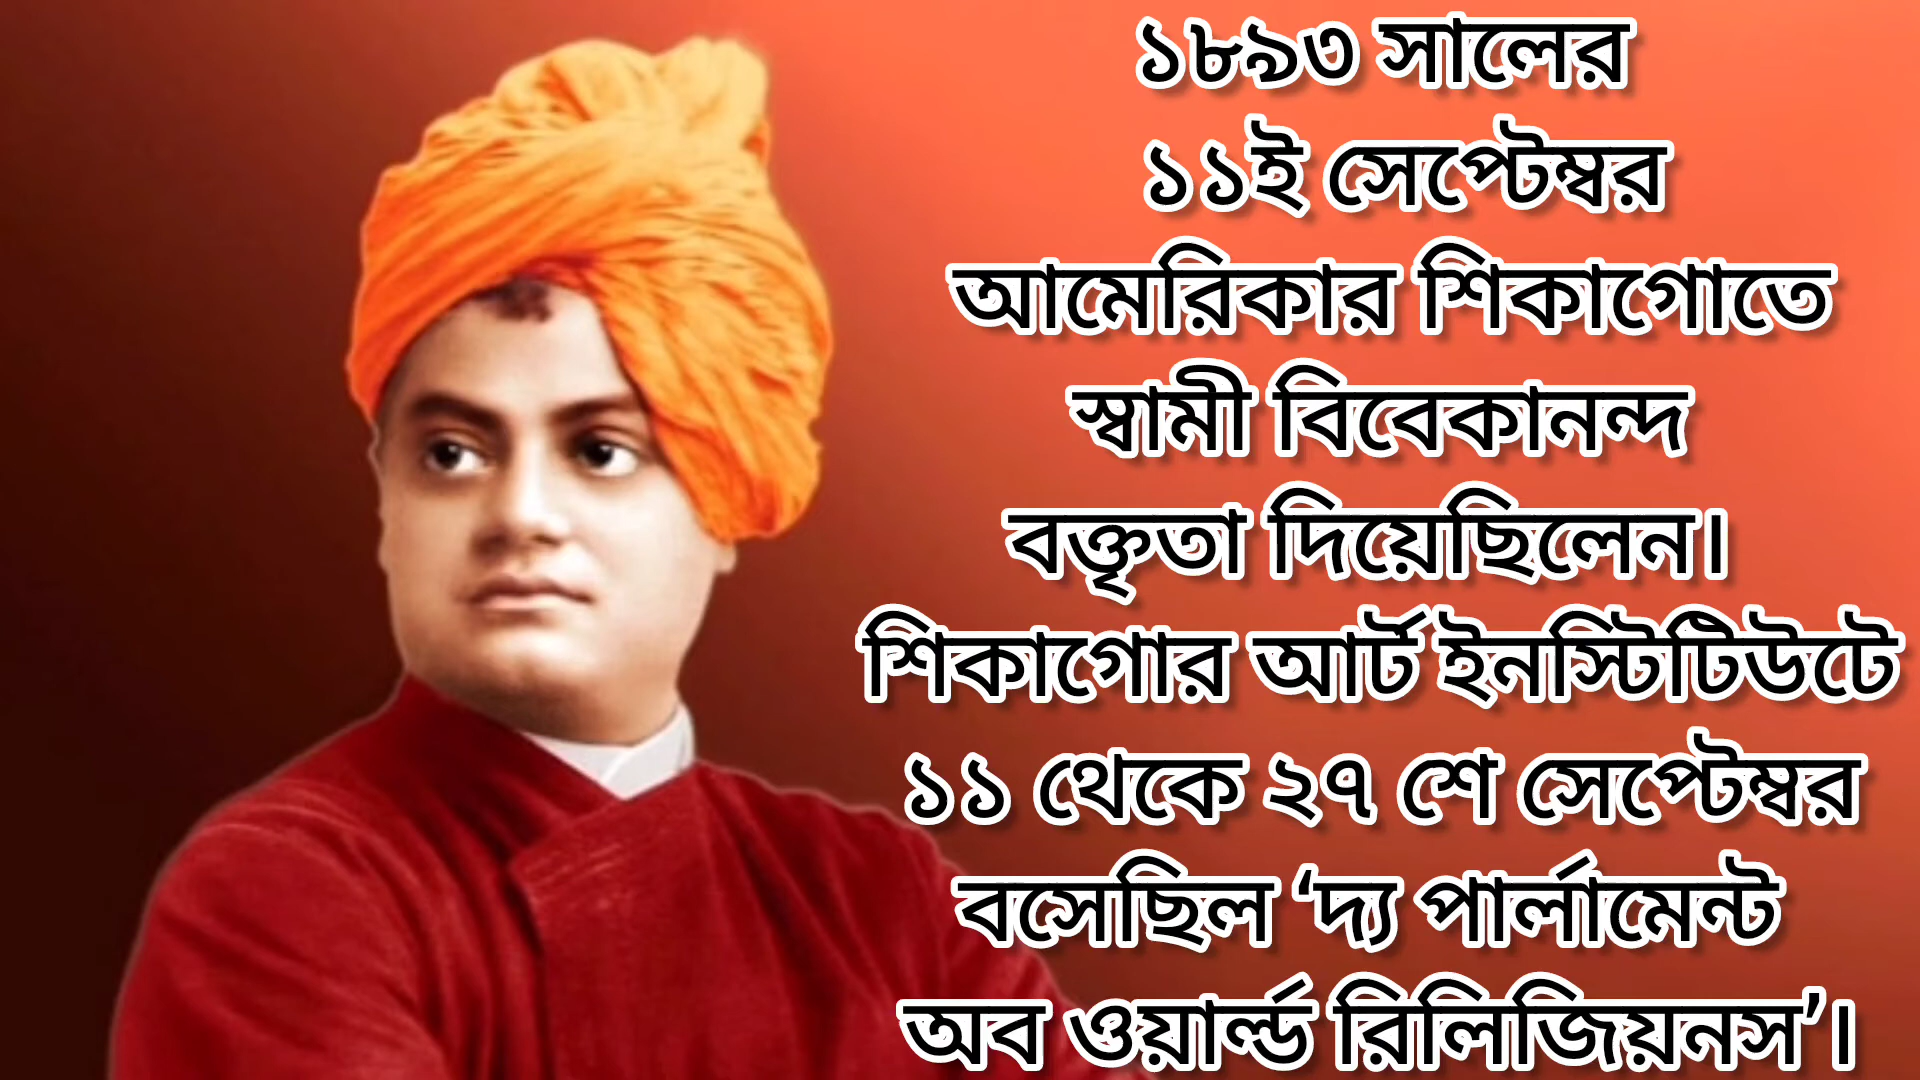 ১৮৯৩ সালের
১১ই সেপ্টেম্বর
আমেরিকার শিকাগোতে
স্বামী বিবেকানন্দ
বক্তৃতা দিয়েছিলেন।
শিকাগোর আর্ট ইনস্টিটিউটে
১১ থেকে ২৭ শে সেপ্টেম্বর
বসেছিল ‘দ্য পার্লামেন্ট
অব ওয়ার্ল্ড রিলিজিয়নস’।